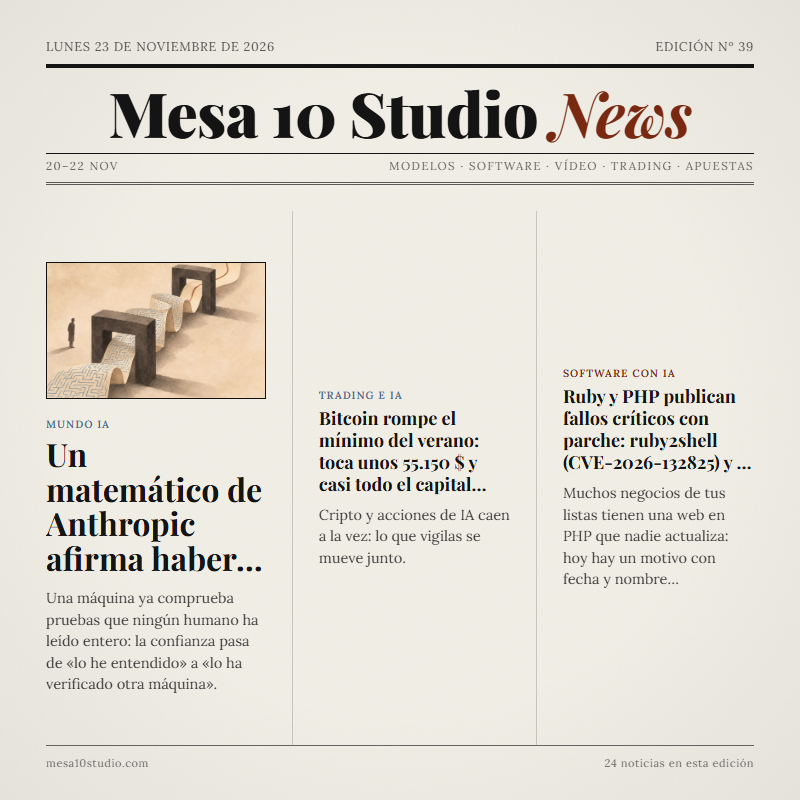 LUNES 23 DE NOVIEMBRE DE 2026
EDICIÓN Nº 39
Mesa 10 Studio News
20–22 NOV
MODELOS · SOFTWARE · VÍDEO · TRADING · APUESTAS
MUNDO IA
Un
matemático de
Anthropic
afirma haber…
Una máquina ya comprueba
pruebas que ningún humano ha
leído entero: la confianza pasa
de «lo he entendido» a «lo ha
verificado otra máquina».
TRADING E IA
Bitcoin rompe el
mínimo del verano:
toca unos 55.150 $ y
casi todo el capital…
Cripto y acciones de IA caen
a la vez: lo que vigilas se
mueve junto.
SOFTWARE CON IA
Ruby y PHP publican
fallos críticos con
parche: ruby2shell
(CVE-2026-132825) y …
Muchos negocios de tus
listas tienen una web en
PHP que nadie actualiza:
hoy hay un motivo con
fecha y nombre…
mesa10studio.com
24 noticias en esta edición